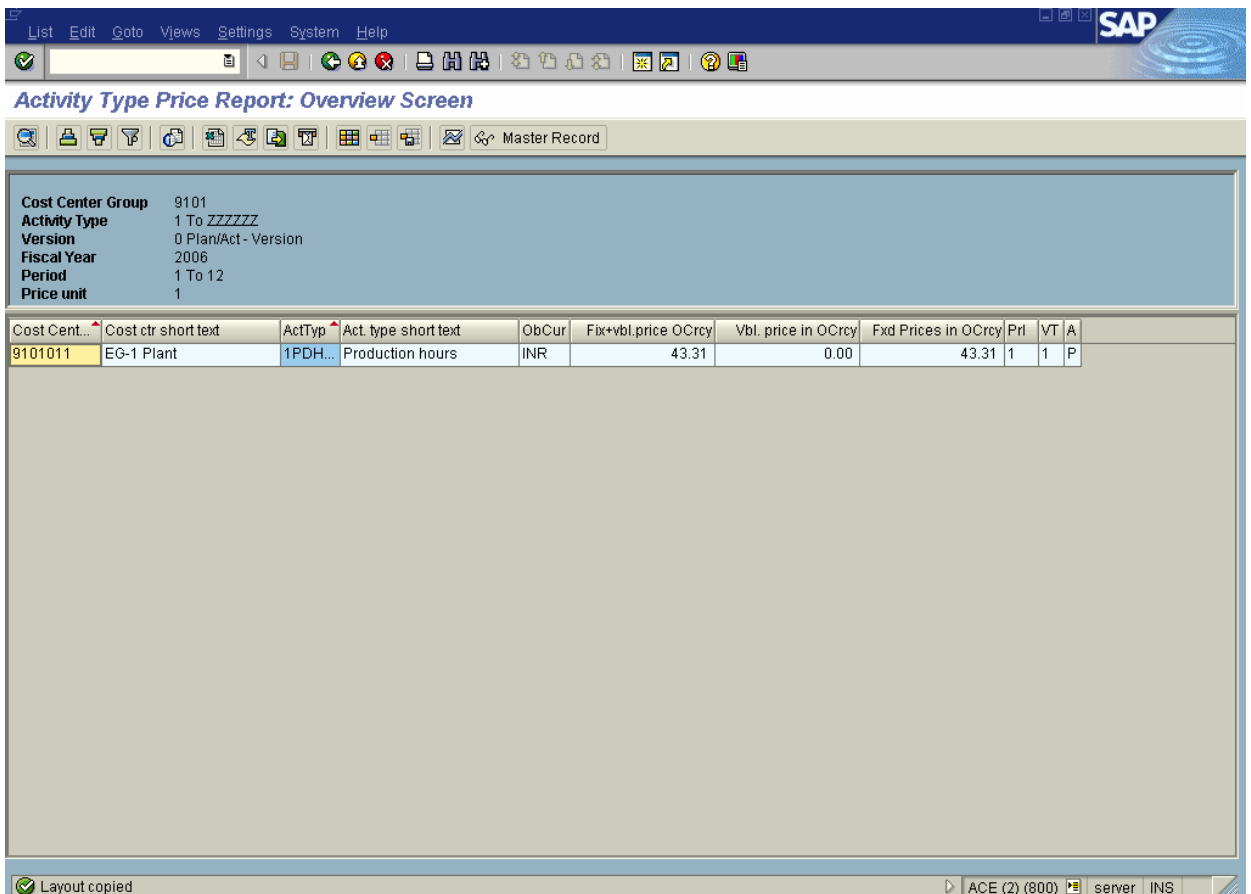 List Edit Goto Views Settings System Help
SAP
Activity Type Price Report: Overview Screen
Master Record
Cost Center Group 9101
Activity Type 1 To ZZZZZZ
Version 0 Plan/Act - Version
Fiscal Year 2006
Period 1 To 12
Price unit 1
Cost Cent... Cost ctr short text ActTyp Act. type short text ObCur Fix+vbl.price OCrcy Vbl. price in OCrcy Fxd Prices in OCrcy PrI VT A
9101011 EG-1 Plant 1PDH... Production hours INR 43.31 0.00 43.31 1 1 P
Layout copied ACE (2) (800) server INS